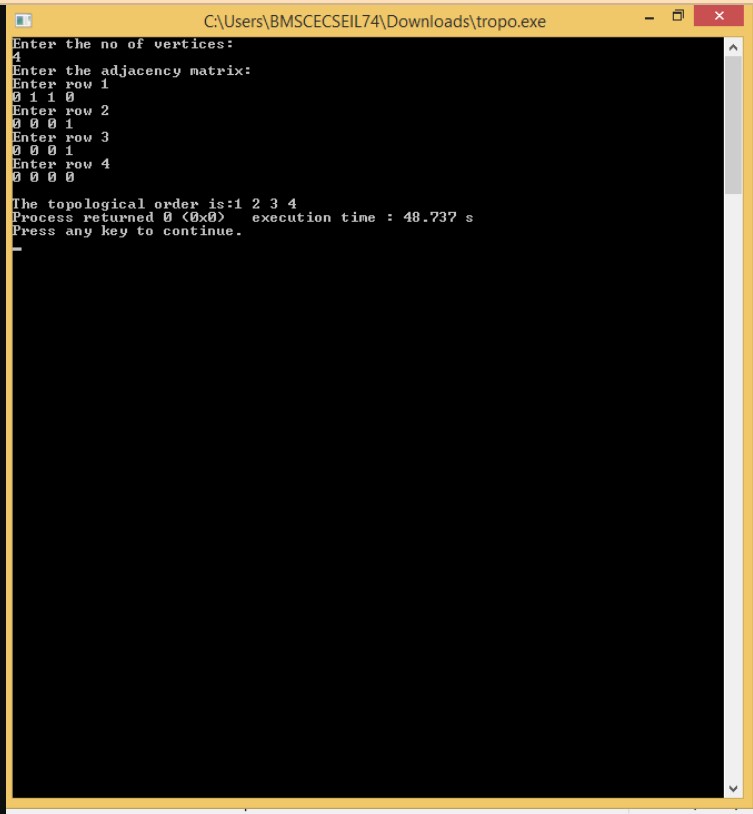 C:\Users\BMSCECSEIL74\Downloads\tropo.exe
Enter the no of vertices:
4
Enter the adjacency matrix:
Enter row 1
0 1 1 0
Enter row 2
0 0 0 1
Enter row 3
0 0 0 1
Enter row 4
0 0 0 0
The topological order is:1 2 3 4
Process returned 0 (0x0)   execution time : 48.737 s
Press any key to continue.